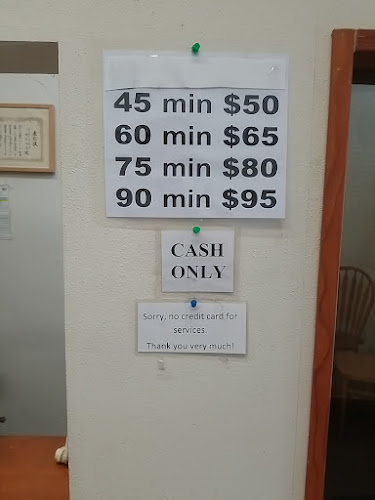 45 min $50
60 min $65
75 min $80
90 min $95
CASH
ONLY
Sorry, no credit card for
services.
Thank you very much!